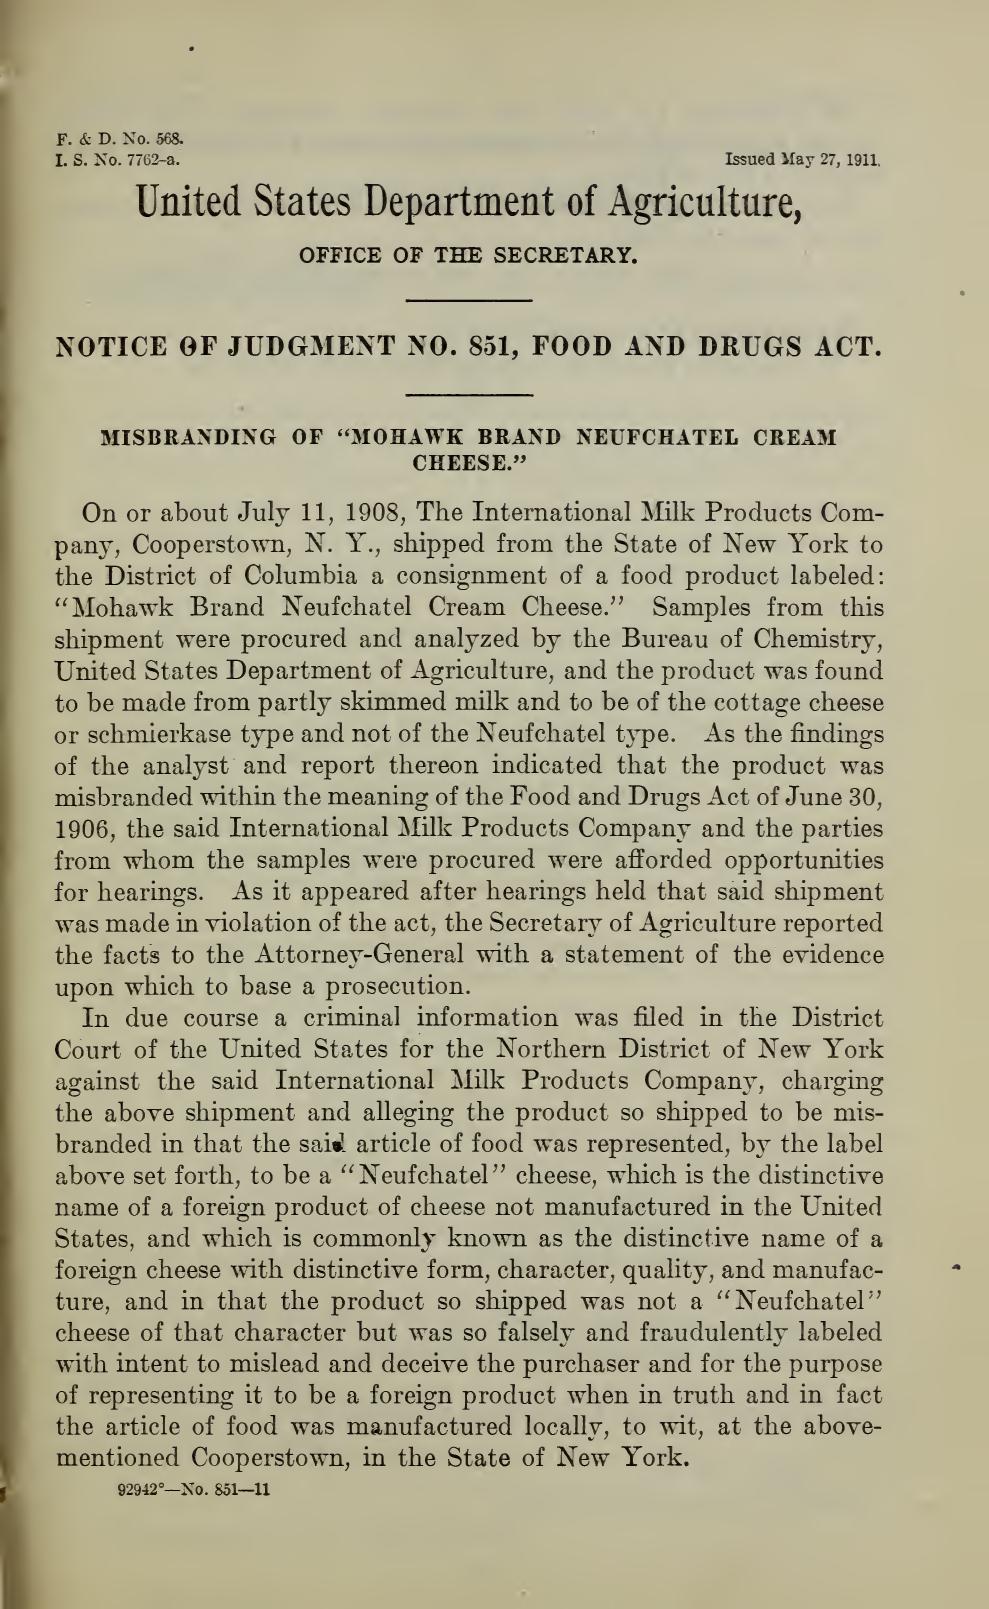 F. & D. No. 568.
I. S. No. 7762-a.
Issued May 27, 1911.
United States Department of Agriculture,
OFFICE OF THE SECRETARY.
NOTICE OF JUDGMENT NO. 851, FOOD AND DRUGS ACT.
MISBRANDING OF "MOHAWK BRAND NEUFCHATEL CREAM
CHEESE."
On or about July 11, 1908, The International Milk Products Com-
pany, Cooperstown, N. Y., shipped from the State of New York to
the District of Columbia a consignment of a food product labeled:
"Mohawk Brand Neufchatel Cream Cheese." Samples from this
shipment were procured and analyzed by the Bureau of Chemistry,
United States Department of Agriculture, and the product was found
to be made from partly skimmed milk and to be of the cottage cheese
or schmierkase type and not of the Neufchatel type. As the findings
of the analyst and report thereon indicated that the product was
misbranded within the meaning of the Food and Drugs Act of June 30,
1906, the said International Milk Products Company and the parties
from whom the samples were procured were afforded opportunities
for hearings. As it appeared after hearings held that said shipment
was made in violation of the act, the Secretary of Agriculture reported
the facts to the Attorney-General with a statement of the evidence
upon which to base a prosecution.
In due course a criminal information was filed in the District
Court of the United States for the Northern District of New York
against the said International Milk Products Company, charging
the above shipment and alleging the product so shipped to be mis-
branded in that the said article of food was represented, by the label
above set forth, to be a "Neufchatel" cheese, which is the distinctive
name of a foreign product of cheese not manufactured in the United
States, and which is commonly known as the distinctive name of a
foreign cheese with distinctive form, character, quality, and manufac-
ture, and in that the product so shipped was not a "Neufchatel"
cheese of that character but was so falsely and fraudulently labeled
with intent to mislead and deceive the purchaser and for the purpose
of representing it to be a foreign product when in truth and in fact
the article of food was manufactured locally, to wit, at the above-
mentioned Cooperstown, in the State of New York.
92942°—No. 851—11